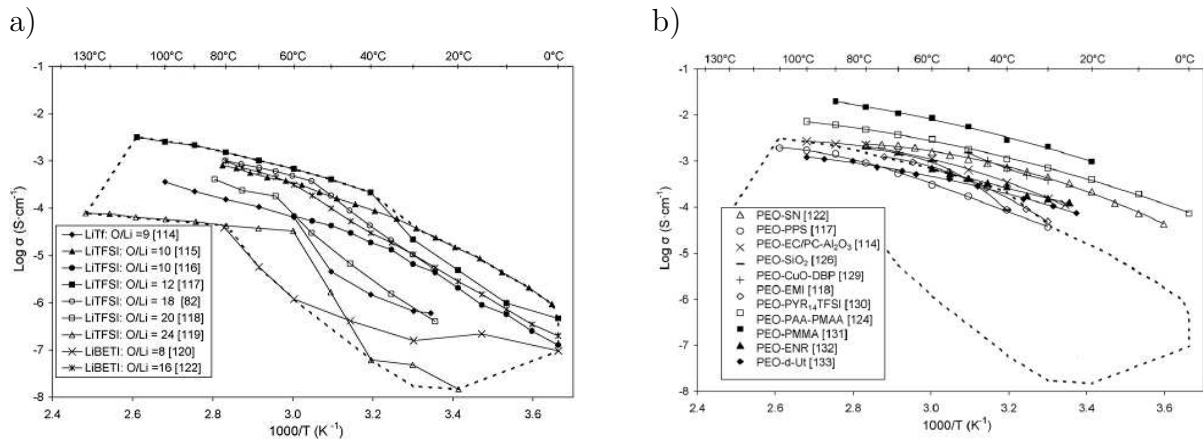 a)
130°C 100°C 80°C 60°C 40°C 20°C 0°C
-1
-2
-3
-4
-5
-6
-7
-8
Log σ (S·cm⁻¹)
LiTf: O/Li =9 [114]
LiTFSI: O/Li =10 [115]
LiTFSI: O/Li =10 [116]
LiTFSI: O/Li = 12 [117]
LiTFSI: O/Li = 18 [82]
LiTFSI: O/Li = 20 [118]
LiTFSI: O/Li = 24 [119]
LiBETI: O/Li =8 [120]
LiBETI: O/Li =16 [122]
2.4 2.6 2.8 3.0 3.2 3.4 3.6
1000/T (K⁻¹)
b)
130°C 100°C 80°C 60°C 40°C 20°C 0°C
-1
-2
-3
-4
-5
-6
-7
-8
Log σ (S·cm⁻¹)
PEO-SN [122]
PEO-PPS [117]
PEO-EC/PC-Al₂O₃ [114]
PEO-SiO₂ [126]
PEO-CuO-DBP [129]
PEO-EMI [118]
PEO-PYR₁₄TFSI [130]
PEO-PAA-PMAA [124]
PEO-PMMA [131]
PEO-ENR [132]
PEO-d-Ut [133]
2.4 2.6 2.8 3.0 3.2 3.4 3.6
1000/T (K⁻¹)